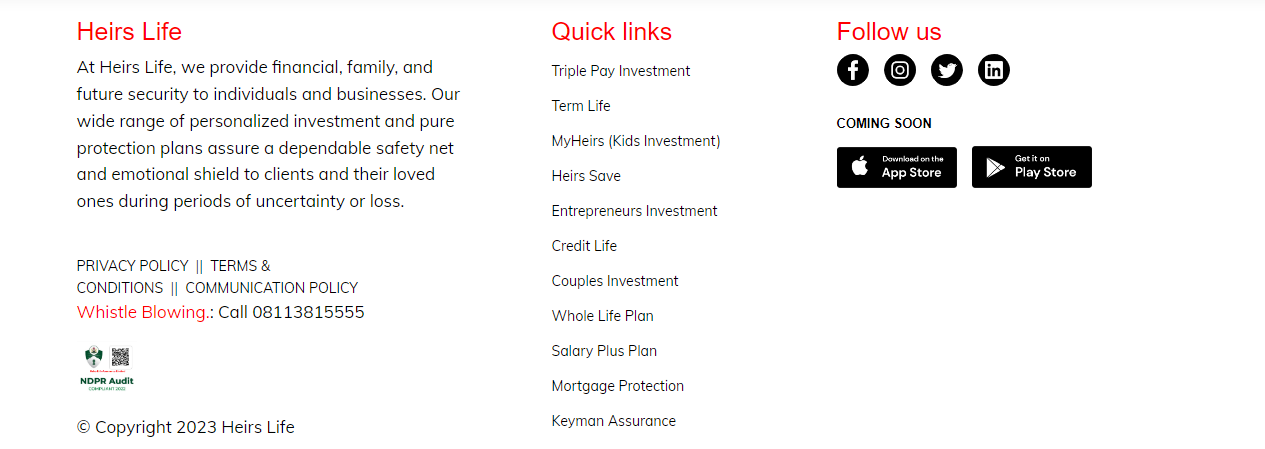 Heirs Life
At Heirs Life, we provide financial, family, and
future security to individuals and businesses. Our
wide range of personalized investment and pure
protection plans assure a dependable safety net
and emotional shield to clients and their loved
ones during periods of uncertainty or loss.
PRIVACY POLICY || TERMS &
CONDITIONS || COMMUNICATION POLICY
Whistle Blowing.: Call 08113815555
NDPR Audit
© Copyright 2023 Heirs Life
Quick links
Triple Pay Investment
Term Life
MyHeirs (Kids Investment)
Heirs Save
Entrepreneurs Investment
Credit Life
Couples Investment
Whole Life Plan
Salary Plus Plan
Mortgage Protection
Keyman Assurance
Follow us
COMING SOON
Download on the
App Store
Get it on
Play Store